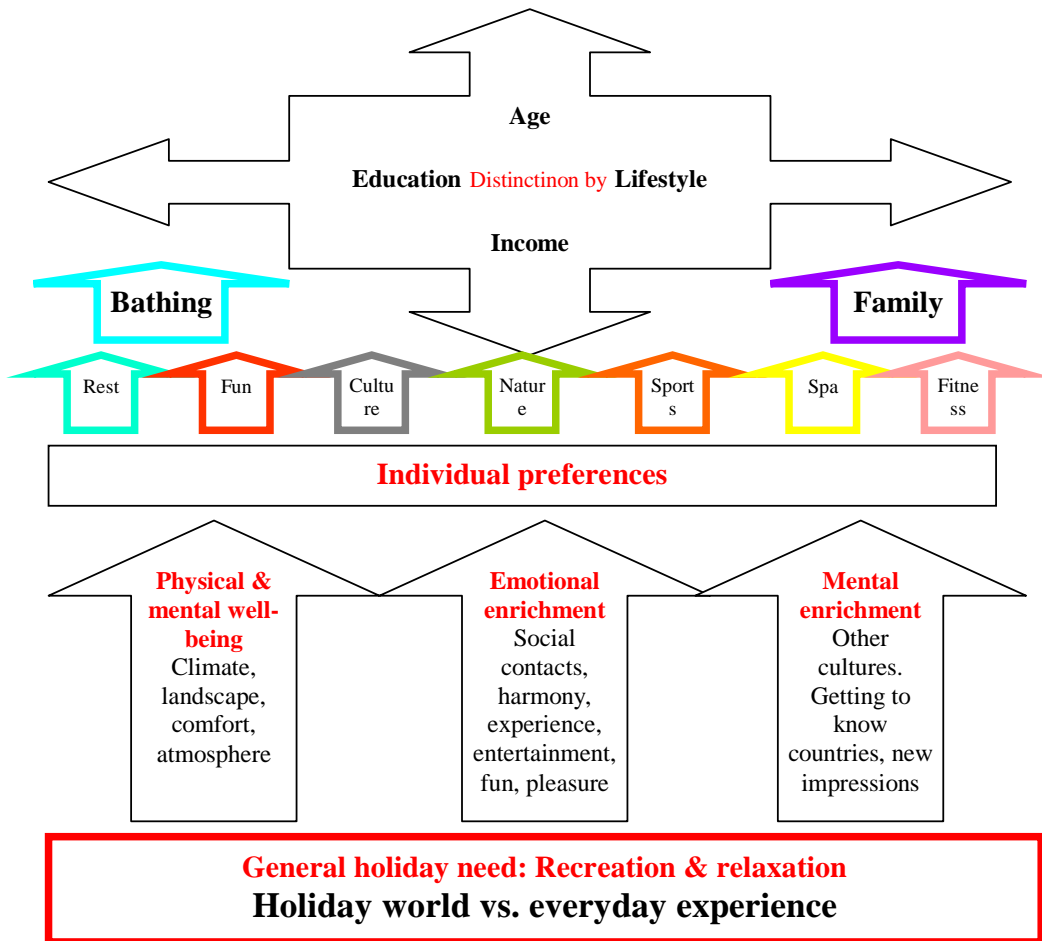 Age
Education Distinctinon by Lifestyle
Income
Bathing
Family
Rest
Fun
Cultu
re
Natur
e
Sport
s
Spa
Fitne
ss
Individual preferences
Physical &
mental well-
being
Climate,
landscape,
comfort,
atmosphere
Emotional
enrichment
Social
contacts,
harmony,
experience,
entertainment,
fun, pleasure
Mental
enrichment
Other
cultures.
Getting to
know
countries, new
impressions
General holiday need: Recreation & relaxation
Holiday world vs. everyday experience